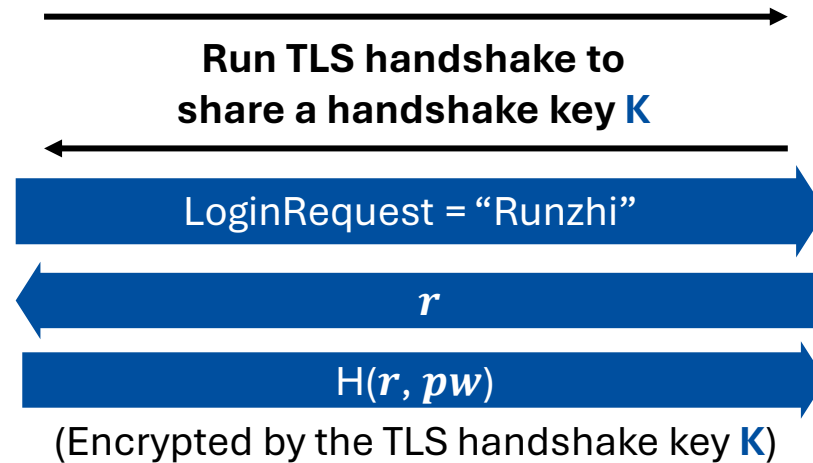 Run TLS handshake to
share a handshake key K
LoginRequest = “Runzhi”
r
H(r, pw)
(Encrypted by the TLS handshake key K)